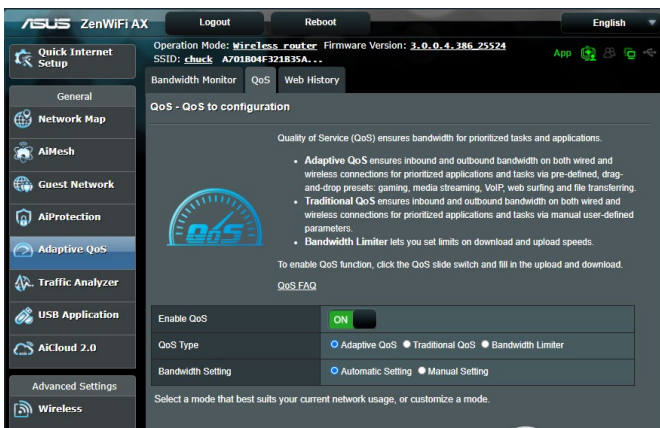 ASUS ZenWiFi AX Logout Reboot English
Quick Internet
Setup
General
Network Map
AiMesh
Guest Network
AiProtection
Adaptive QoS
Traffic Analyzer
USB Application
AiCloud 2.0
Advanced Settings
Wireless
Operation Mode: Wireless router Firmware Version: 3.0.0.4.386_25524
SSID: chuck A701B04F321B35A...
App
Bandwidth Monitor QoS Web History
QoS - QoS to configuration
QoS
Quality of Service (QoS) ensures bandwidth for prioritized tasks and applications.
• Adaptive QoS ensures inbound and outbound bandwidth on both wired and
wireless connections for prioritized applications and tasks via pre-defined, drag-
and-drop presets: gaming, media streaming, VoIP, web surfing and file transferring.
• Traditional QoS ensures inbound and outbound bandwidth on both wired and
wireless connections for prioritized applications and tasks via manual user-defined
parameters.
• Bandwidth Limiter lets you set limits on download and upload speeds.
To enable QoS function, click the QoS slide switch and fill in the upload and download.
QoS FAQ
Enable QoS ON
QoS Type Adaptive QoS Traditional QoS Bandwidth Limiter
Bandwidth Setting Automatic Setting Manual Setting
Select a mode that best suits your current network usage, or customize a mode.